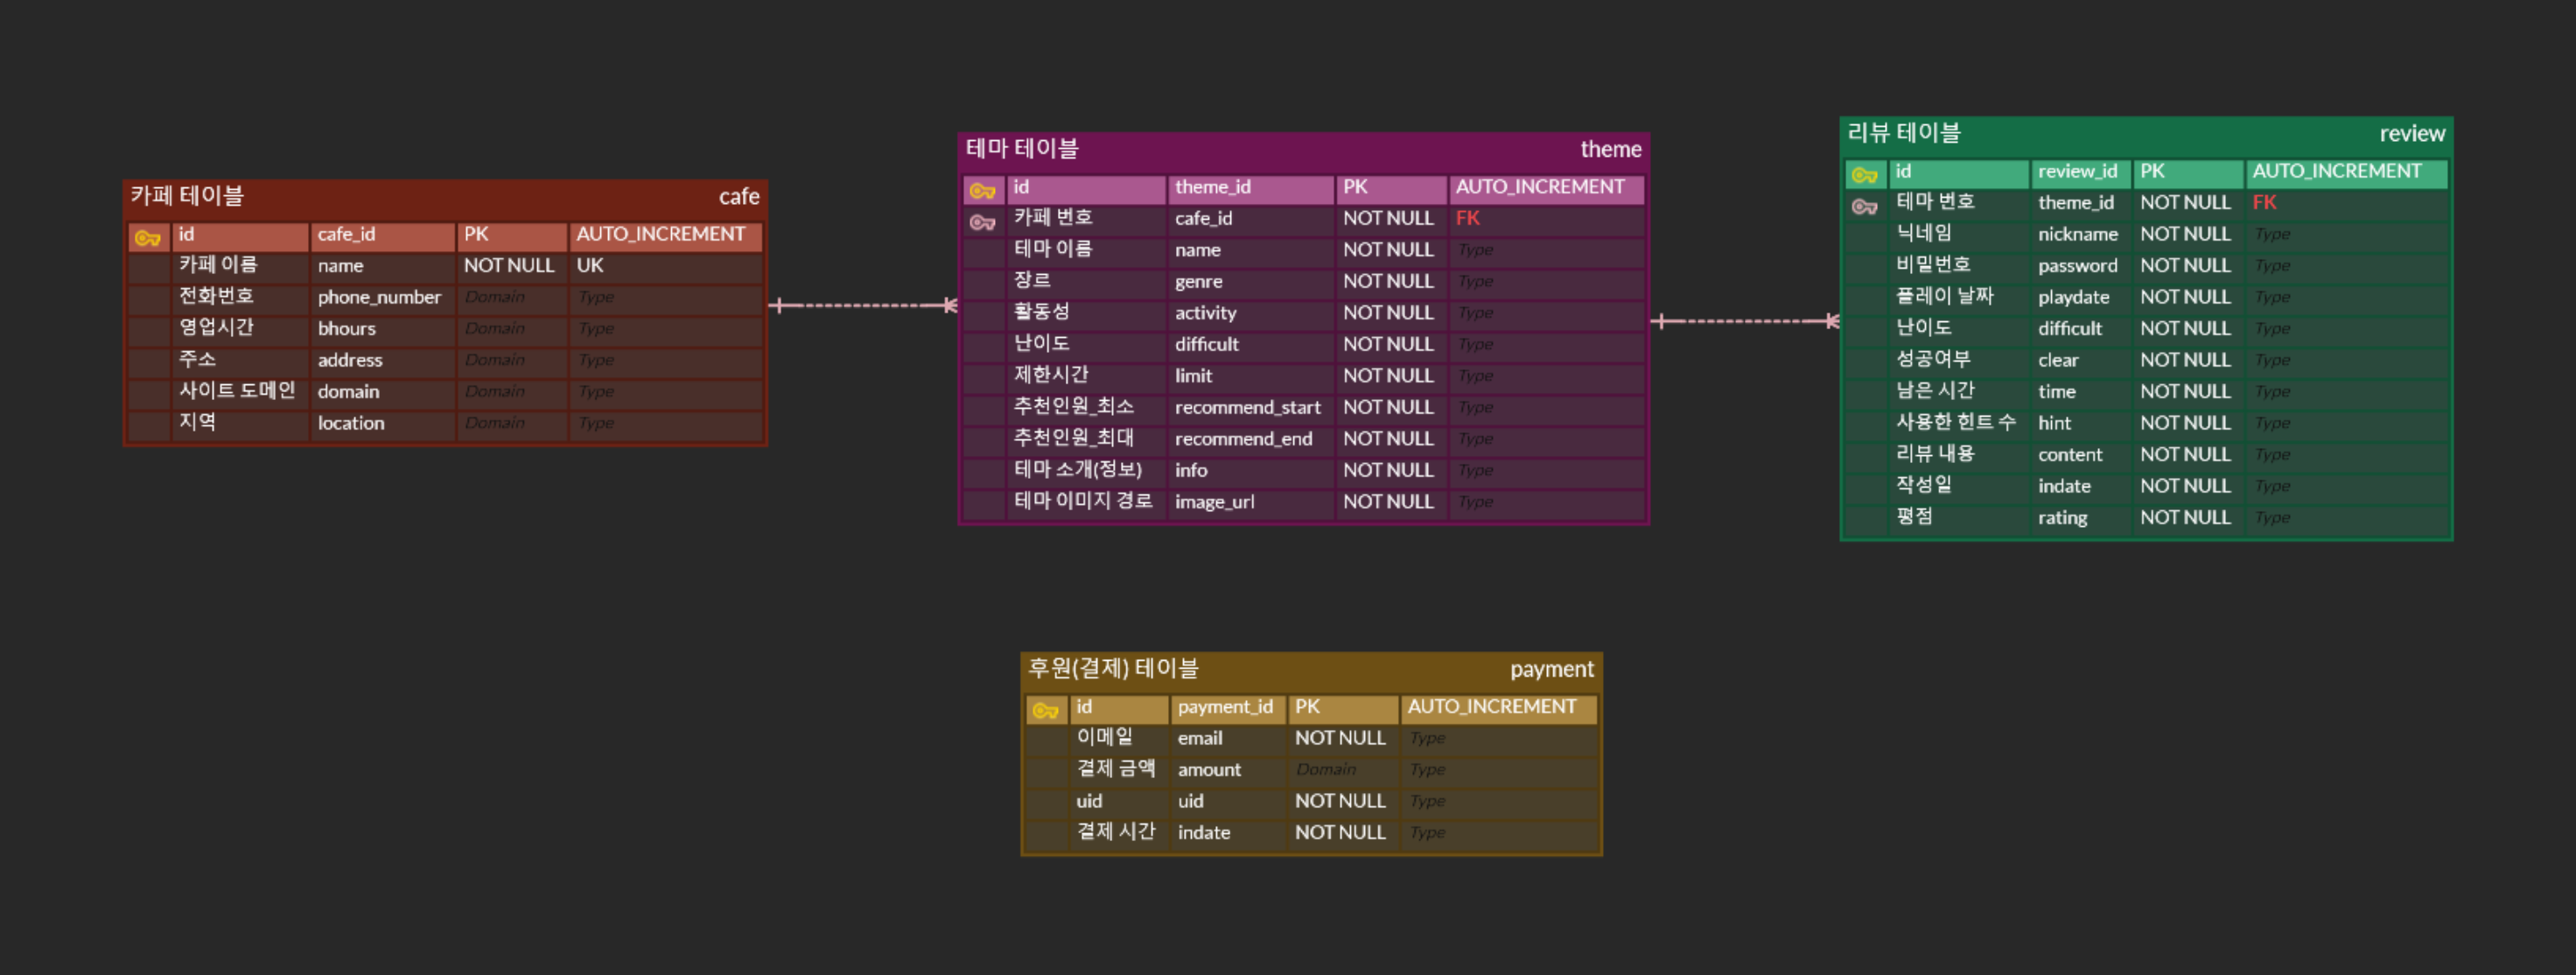 카페 테이블 cafe
id cafe_id PK AUTO_INCREMENT
카페 이름 name NOT NULL UK
전화번호 phone_number Domain Type
영업시간 bhours Domain Type
주소 address Domain Type
사이트 도메인 domain Domain Type
지역 location Domain Type
테마 테이블 theme
id theme_id PK AUTO_INCREMENT
카페 번호 cafe_id NOT NULL FK
테마 이름 name NOT NULL Type
장르 genre NOT NULL Type
활동성 activity NOT NULL Type
난이도 difficult NOT NULL Type
제한시간 limit NOT NULL Type
추천인원_최소 recommend_start NOT NULL Type
추천인원_최대 recommend_end NOT NULL Type
테마 소개(정보) info NOT NULL Type
테마 이미지 경로 image_url NOT NULL Type
리뷰 테이블 review
id review_id PK AUTO_INCREMENT
테마 번호 theme_id NOT NULL FK
닉네임 nickname NOT NULL Type
비밀번호 password NOT NULL Type
플레이 날짜 playdate NOT NULL Type
난이도 difficult NOT NULL Type
성공여부 clear NOT NULL Type
남은 시간 time NOT NULL Type
사용한 힌트 수 hint NOT NULL Type
리뷰 내용 content NOT NULL Type
작성일 indate NOT NULL Type
평점 rating NOT NULL Type
후원(결제) 테이블 payment
id payment_id PK AUTO_INCREMENT
이메일 email NOT NULL Type
결제 금액 amount Domain Type
uid uid NOT NULL Type
결제 시간 indate NOT NULL Type